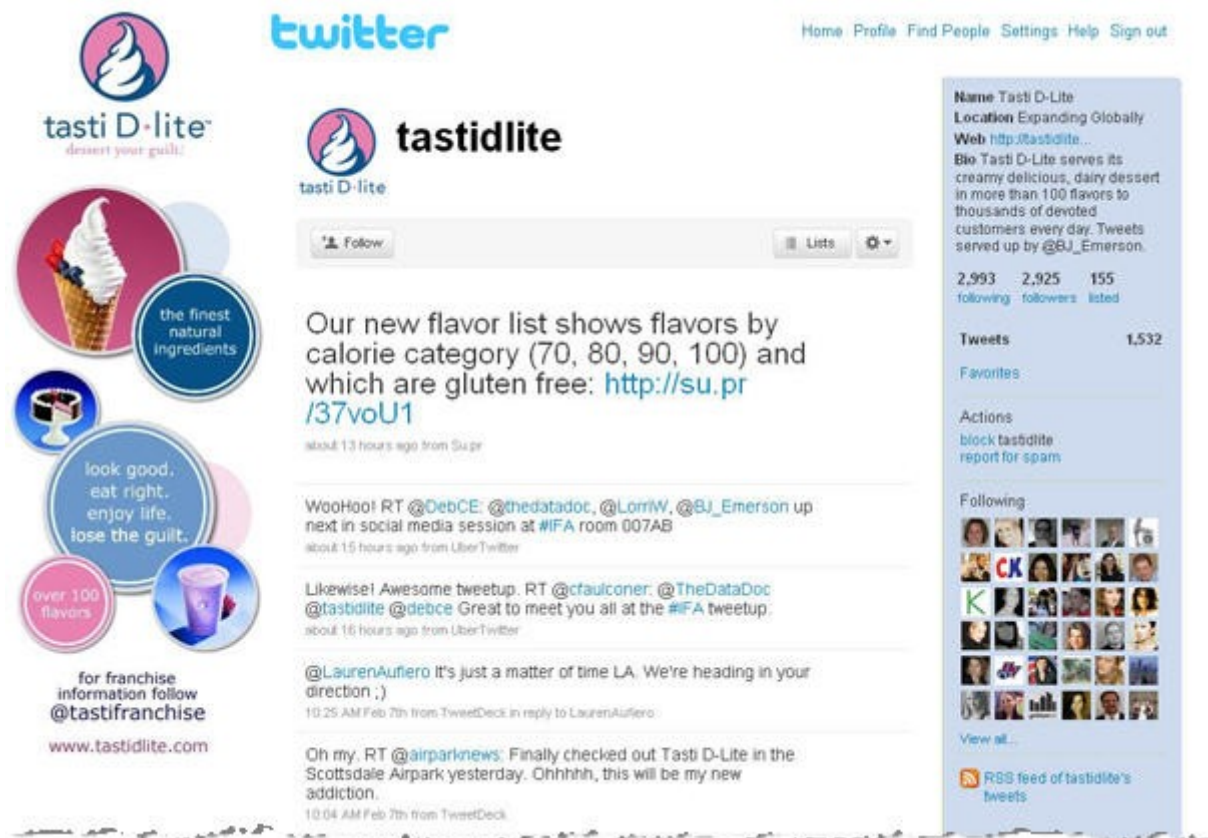 tasti D·lite™
dessert your guilt.
the finest
natural
ingredients
look good.
eat right.
enjoy life.
lose the guilt.
over 100
flavors
for franchise
information follow
@tastifranchise
www.tastidlite.com
twitter
Home Profile Find People Settings Help Sign out
tasti D·lite
tastidlite
Follow
Lists
Our new flavor list shows flavors by
calorie category (70, 80, 90, 100) and
which are gluten free: http://su.pr
/37voU1
about 13 hours ago from Su.pr
WooHoo! RT @DebCE: @thedatadoc, @LorriW, @BJ_Emerson up
next in social media session at #IFA room 007AB
about 15 hours ago from UberTwitter
Likewise! Awesome tweetup. RT @cfaulconer: @TheDataDoc
@tastidlite @debce Great to meet you all at the #IFA tweetup.
about 16 hours ago from UberTwitter
@LaurenAufiero It's just a matter of time LA. We're heading in your
direction ;)
10:25 AM Feb 7th from TweetDeck in reply to LaurenAufiero
Oh my. RT @airparknews: Finally checked out Tasti D-Lite in the
Scottsdale Airpark yesterday. Ohhhhh, this will be my new
addiction.
10:04 AM Feb 7th from TweetDeck
Name Tasti D-Lite
Location Expanding Globally
Web http://tastidlite...
Bio Tasti D-Lite serves its
creamy delicious, dairy dessert
in more than 100 flavors to
thousands of devoted
customers every day. Tweets
served up by @BJ_Emerson.
2,993 2,925 155
following followers listed
Tweets 1,532
Favorites
Actions
block tastidlite
report for spam
Following
CK
K
View all...
RSS feed of tastidlite's
tweets